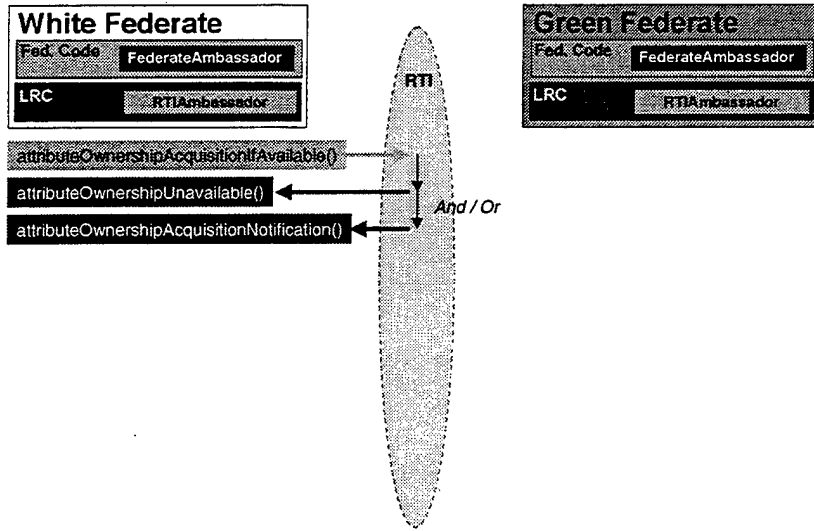 White Federate
Fed. Code
FederateAmbassador
LRC
RTIAmbassador
RTI
Green Federate
Fed. Code
FederateAmbassador
LRC
RTIAmbassador
attributeOwnershipAcquisitionIfAvailable()
attributeOwnershipUnavailable()
And / Or
attributeOwnershipAcquisitionNotification()